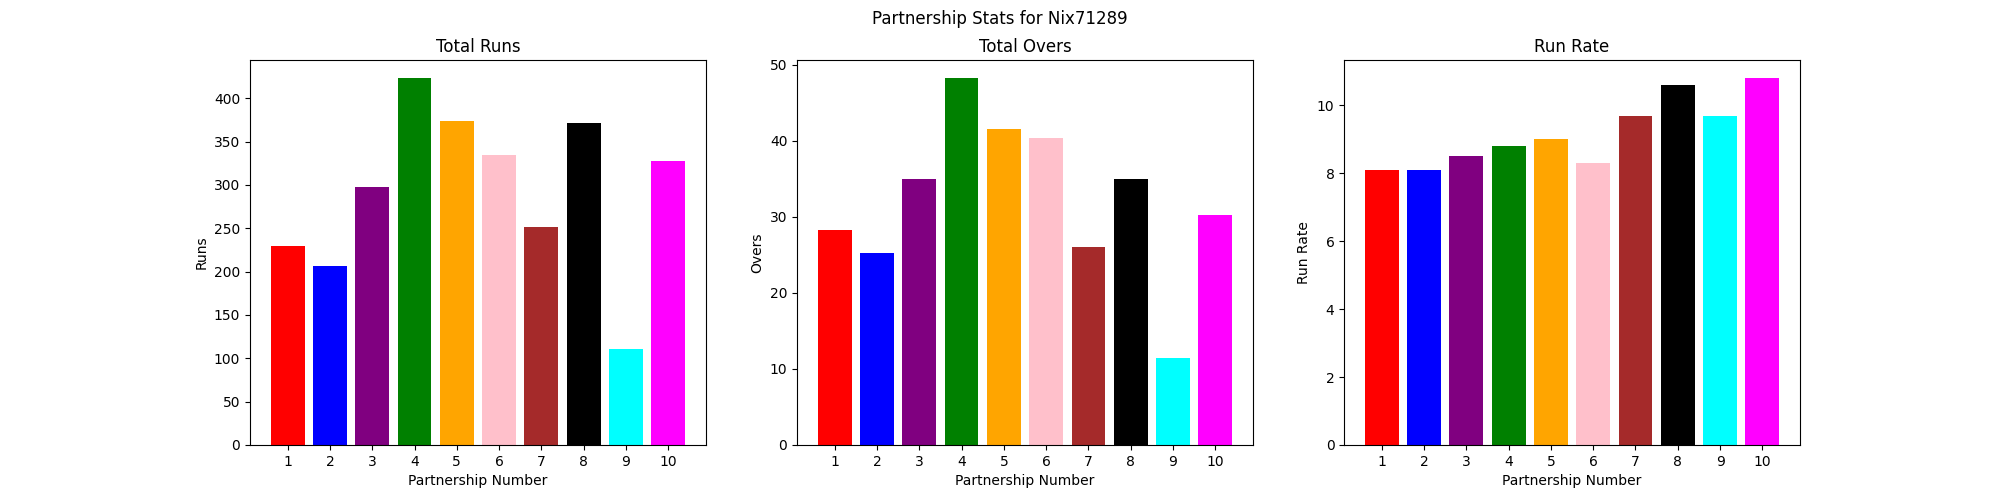 Partnership Stats for Nix71289
Total Runs
Runs
400
350
300
250
200
150
100
50
0
1 2 3 4 5 6 7 8 9 10
Partnership Number
Total Overs
Overs
50
40
30
20
10
0
1 2 3 4 5 6 7 8 9 10
Partnership Number
Run Rate
Run Rate
10
8
6
4
2
0
1 2 3 4 5 6 7 8 9 10
Partnership Number